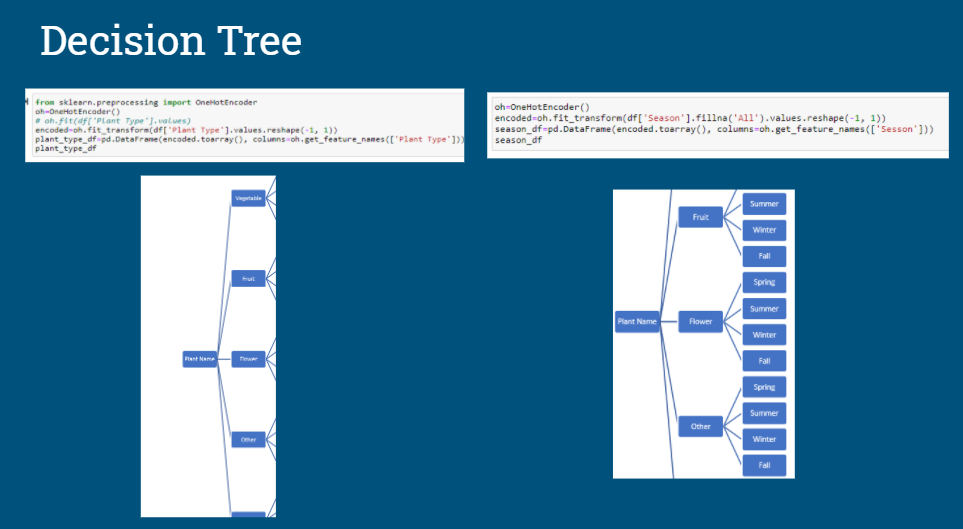 Decision Tree
from sklearn.preprocessing import OneHotEncoder
oh=OneHotEncoder()
# oh.fit(df['Plant Type'].values)
encoded=oh.fit_transform(df['Plant Type'].values.reshape(-1, 1))
plant_type_df=pd.DataFrame(encoded.toarray(), columns=oh.get_feature_names(['Plant Type']))
plant_type_df
oh=OneHotEncoder()
encoded=oh.fit_transform(df['Season'].fillna('All').values.reshape(-1, 1))
season_df=pd.DataFrame(encoded.toarray(), columns=oh.get_feature_names(['Sesson']))
season_df
Vegetable
Fruit
Plant Name
Flower
Other
Fruit
Summer
Winter
Fall
Plant Name
Flower
Spring
Summer
Winter
Fall
Other
Spring
Summer
Winter
Fall